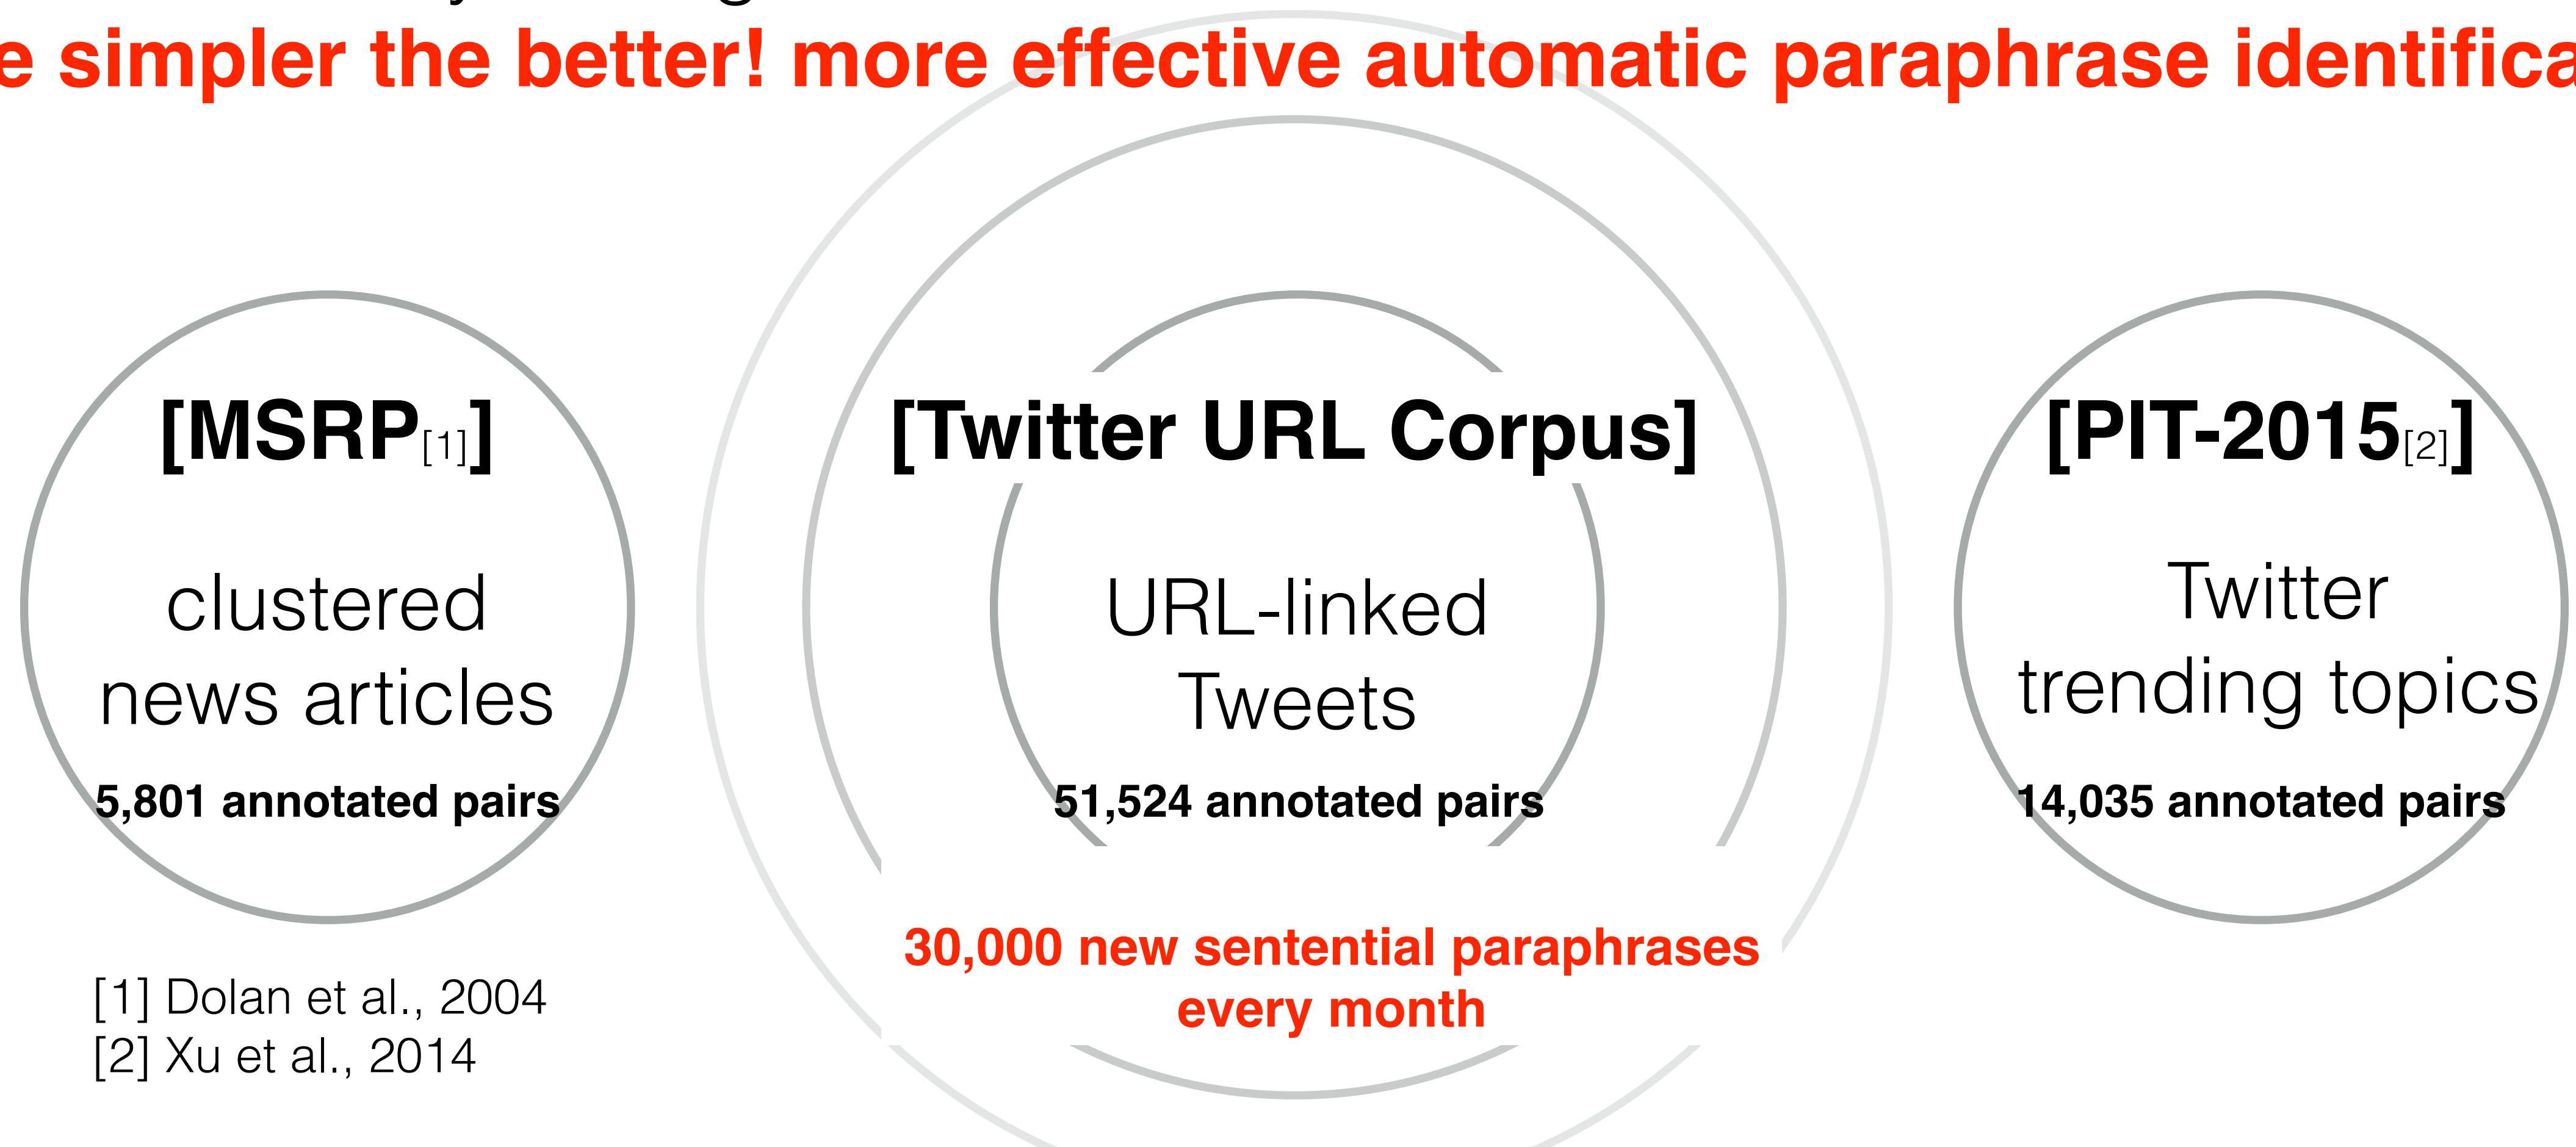 simpler the better! more effective automatic paraphrase
[MSRP[1]]
clustered
news articles
5,801 annotated pairs
[Twitter URL Corpus]
URL-linked
Tweets
51,524 annotated pairs
30,000 new sentential paraphrases
every month
[PIT-2015[2]]
Twitter
trending topics
14,035 annotated pairs
[1] Dolan et al., 2004
[2] Xu et al., 2014